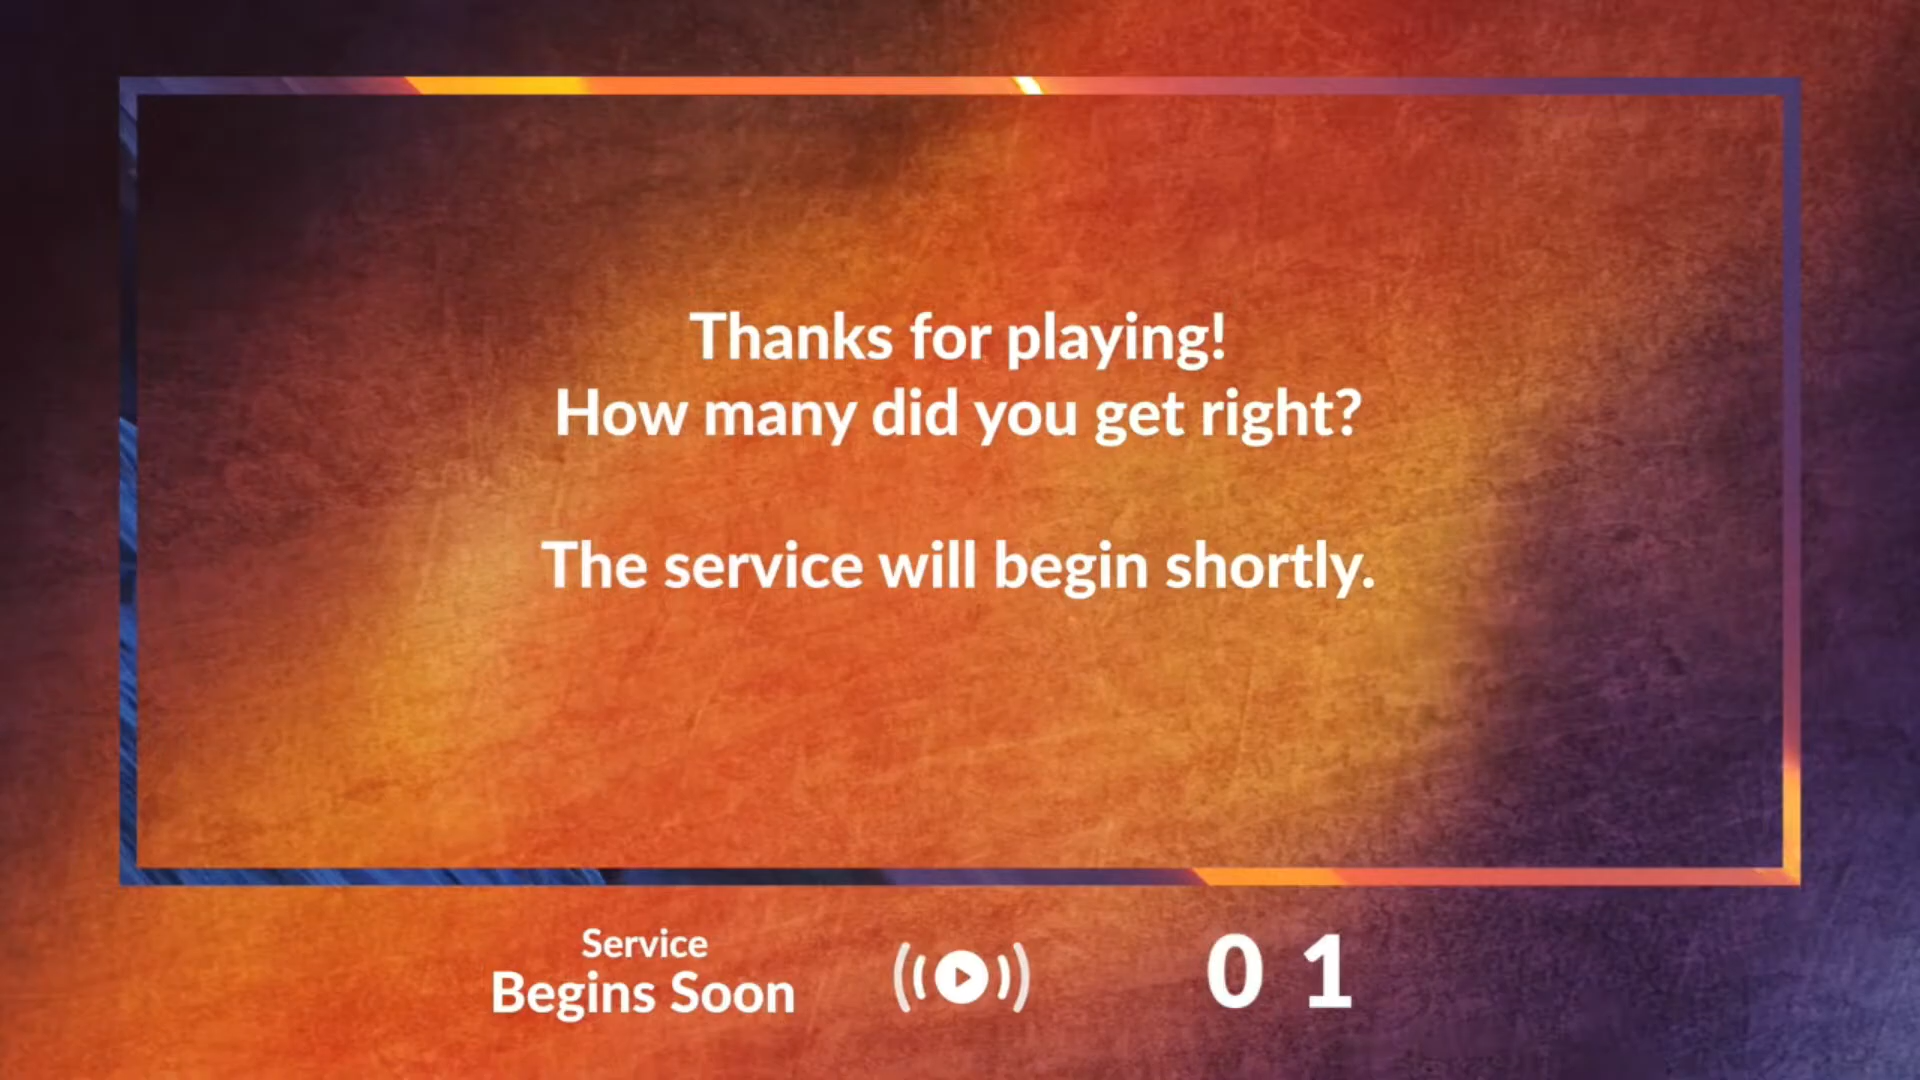 Thanks for playing!
How many did you get right?
The service will begin shortly.
Service
Begins Soon
0 1